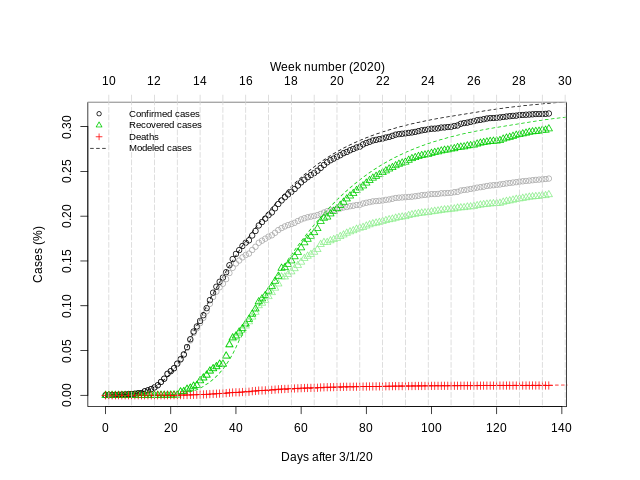 Week number (2020)
10 12 14 16 18 20 24 26 27 29 30
Confirmed cases
Recovered cases
Deaths
Modeled cases
Cases (%)
0.30
0.25
0.20
0.15
0.10
0.05
0.00
0 20 40 60 80 100 120 140
Days after 3/1/20